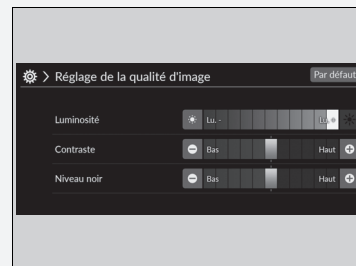 > Réglage de la qualité d'image Par défaut
Luminosité Lu. - Lu. +
Contraste Bas Haut
Niveau noir Bas Haut